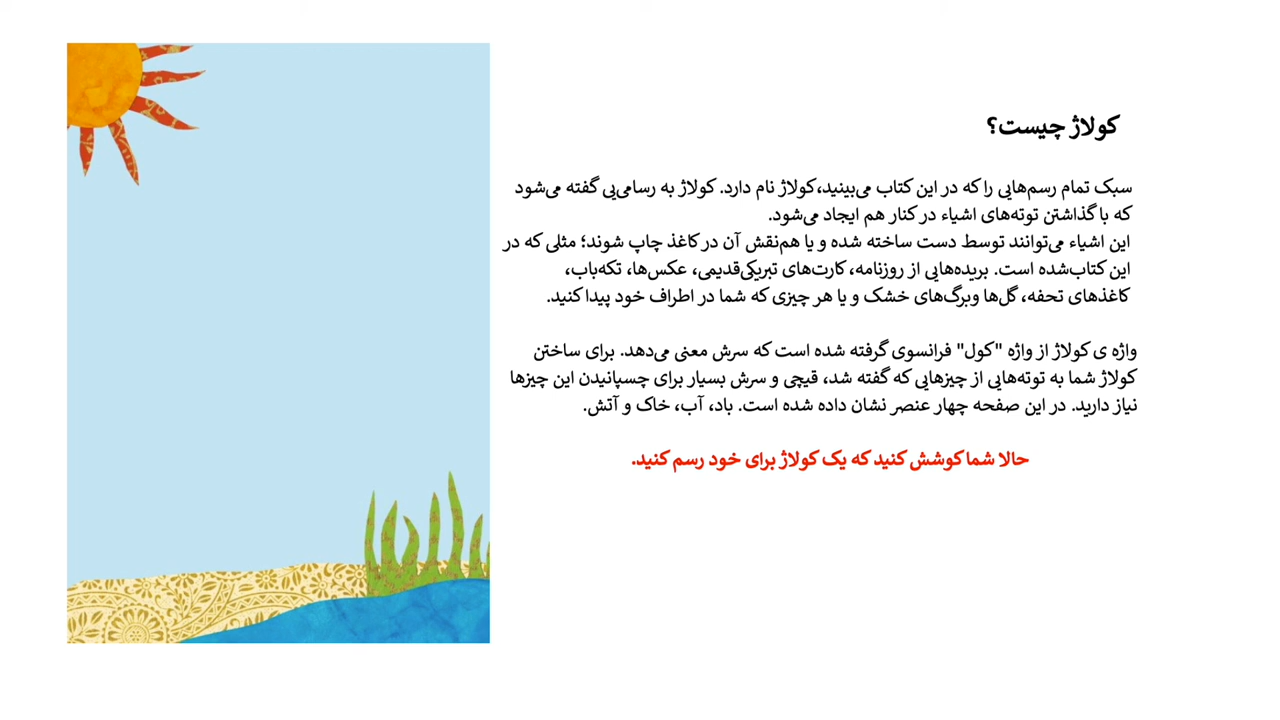 کولاژ چیست؟
سبک تمام رسم‌هایی را که در این کتاب می‌بینید،کولاژ نام دارد. کولاژ به رسامی‌یی گفته می‌شود
که با گذاشتن توته‌های اشیاء در کنار هم ایجاد می‌شود.
این اشیاء می‌توانند توسط دست ساخته شده و یا هم‌نقش آن در کاغذ چاپ شوند؛ مثلی که در
این کتاب‌شده است. بریده‌هایی از روزنامه، کارت‌های تبریکی‌قدیمی، عکس‌ها، تکه‌باب،
کاغذهای تحفه، گل‌ها وبرگ‌های خشک و یا هر چیزی که شما در اطراف خود پیدا کنید.
واژه ی کولاژ از واژه "کول" فرانسوی گرفته شده است که سرش معنی می‌دهد. برای ساختن
کولاژ شما به توته‌هایی از چیزهایی که گفته شد، قیچی و سرش بسیار برای چسپانیدن این چیزها
نیاز دارید. در این صفحه چهار عنصر نشان داده شده است. باد، آب، خاک و آتش.
حالا شما کوشش کنید که یک کولاژ برای خود رسم کنید.